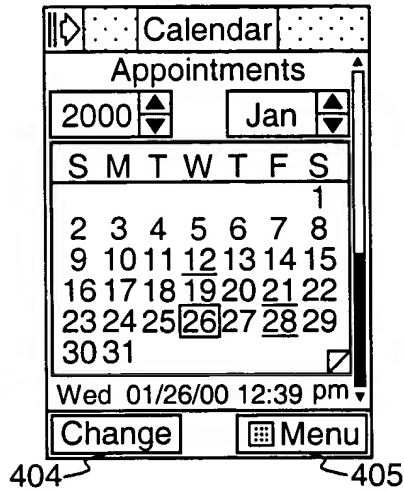 Calendar
Appointments
2000 Jan
S M T W T F S
1
2 3 4 5 6 7 8
9 10 11 12 13 14 15
16 17 18 19 20 21 22
23 24 25 26 27 28 29
30 31
Wed 01/26/00 12:39 pm
Change Menu
404 405